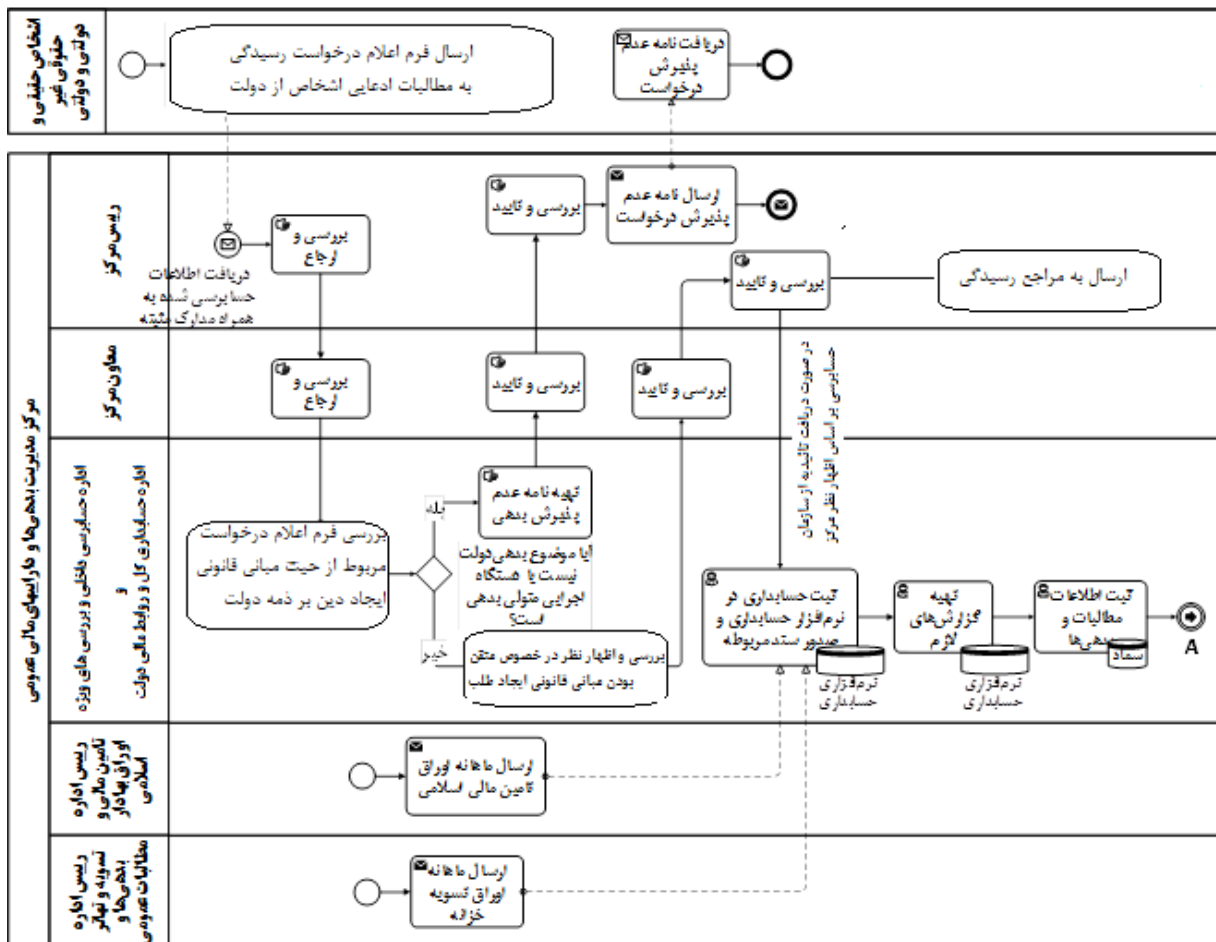 اشخاص حقیقی و
حقوقی غیر
دولتی و دولتی
ارسال فرم اعلام درخواست رسیدگی
به مطالبات ادعایی اشخاص از دولت
دریافت نامه عدم
پذیرش
درخواست
مرکز مدیریت بدهی‌ها و دارایی‌های مالی عمومی
رییس مرکز
دریافت اطلاعات
حسابرسی شده به
همراه مدارک مثبته
بررسی و
ارجاع
بررسی و تایید
ارسال نامه عدم
پذیرش درخواست
بررسی و تایید
ارسال به مراجع رسیدگی
معاون مرکز
بررسی و
ارجاع
بررسی و تایید
بررسی و تایید
در صورت دریافت تائیدیه از سازمان
حسابرسی بر اساس اظهار نظر مرکز
اداره حسابرسی داخلی و بررسی های ویژه
و
اداره حسابداری کل و روابط مالی دولت
بررسی فرم اعلام درخواست
مربوط از حیث مبانی قانونی
ایجاد دین بر ذمه دولت
بله
خیر
تهیه نامه عدم
پذیرش بدهی
آیا موضوع بدهی دولت
نیست یا دستگاه
اجرایی متولی بدهی
است؟
بررسی و اظهار نظر در خصوص متقن
بودن مبانی قانونی ایجاد طلب
ثبت حسابداری در
نرم‌افزار حسابداری و
صدور سند مربوطه
نرم‌افزاری
حسابداری
تهیه
گزارش‌های
لازم
نرم‌افزاری
حسابداری
ثبت اطلاعات
مطالبات و
بدهی‌ها
سماد
A
رییس اداره
تامین مالی و
اوراق بهادار
اسلامی
ارسال ماهانه اوراق
تامین مالی اسلامی
رییس اداره
تسویه و تهاتر
بدهی‌ها و
مطالبات عمومی
ارسال ماهانه
اوراق تسویه
خزانه